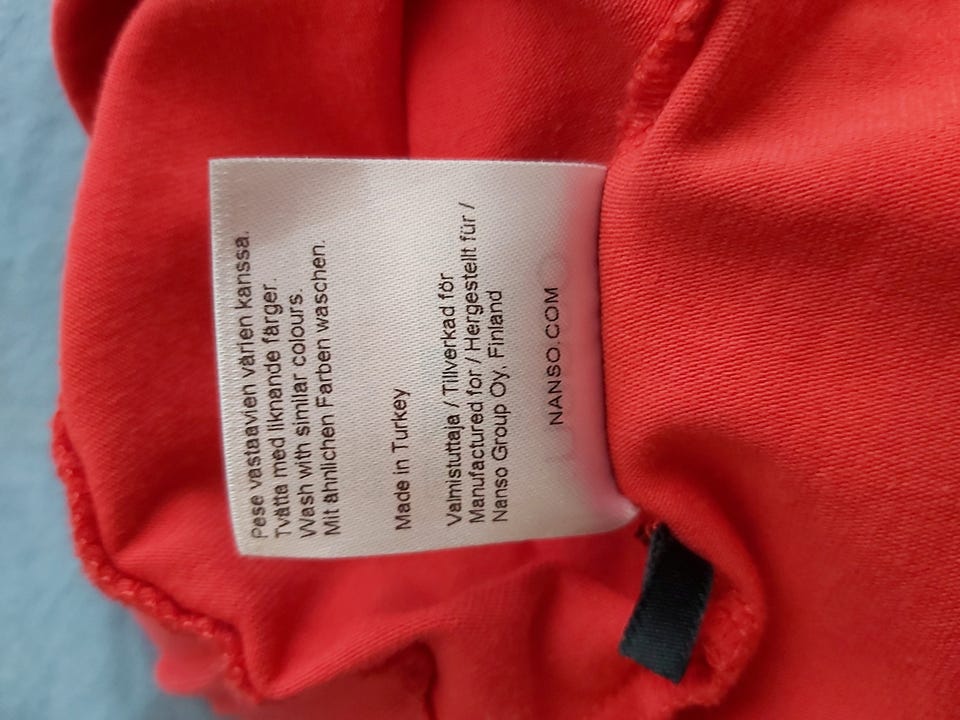 Pese vastaavien värien kanssa.
Tvätta med liknande färger.
Wash with similar colours.
Mit ähnlichen Farben waschen.
Made in Turkey
Valmistuttaja / Tillverkad för
Manufactured for / Hergestellt für /
Nanso Group Oy, Finland
NANSO.COM